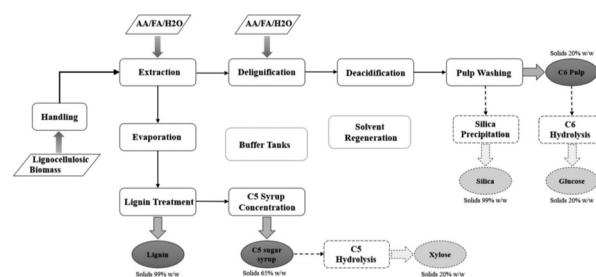 AA/FA/H2O
AA/FA/H2O
Solids 20% w/w
Extraction
Delignification
Deacidification
Pulp Washing
C6 Pulp
Handling
Evaporation
Buffer Tanks
Solvent
Regeneration
Silica
Precipitation
C6
Hydrolysis
Lignocellulosic
Biomass
Silica
Glucose
Solids 99% w/w
Solids 20% w/w
Lignin Treatment
C5 Syrup
Concentration
Lignin
C5 sugar
syrup
C5
Hydrolysis
Xylose
Solids 99% w/w
Solids 65% w/w
Solids 20% w/w